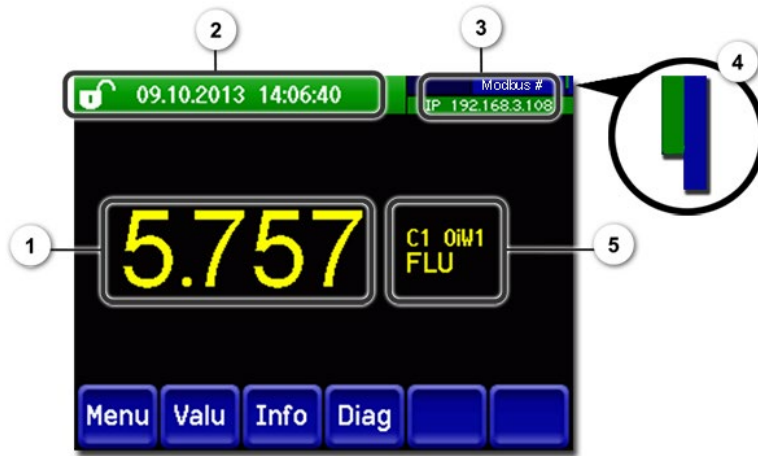 2
3
4
09.10.2013 14:06:40
Modbus #
IP 192.168.3.108
1
5.757
C1 OiW1
FLU
5
Menu Valu Info Diag